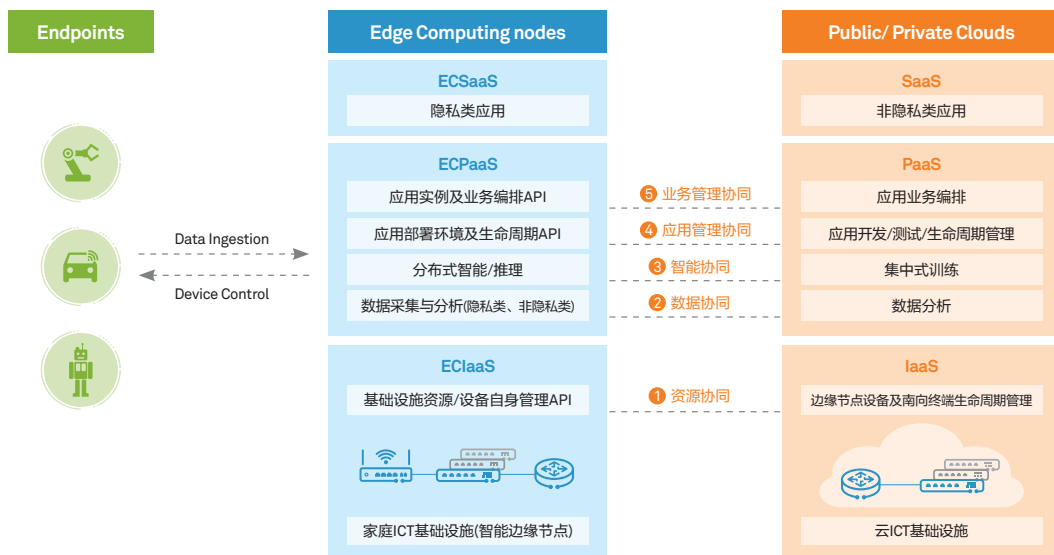 Endpoints
Edge Computing nodes
Public/ Private Clouds
ECSaaS
隐私类应用
SaaS
非隐私类应用
ECPaaS
应用实例及业务编排API
应用部署环境及生命周期API
分布式智能/推理
数据采集与分析(隐私类、非隐私类)
Data Ingestion
Device Control
5 业务管理协同
4 应用管理协同
3 智能协同
2 数据协同
PaaS
应用业务编排
应用开发/测试/生命周期管理
集中式训练
数据分析
ECIaaS
基础设施资源/设备自身管理API
家庭ICT基础设施(智能边缘节点)
1 资源协同
IaaS
边缘节点设备及南向终端生命周期管理
云ICT基础设施